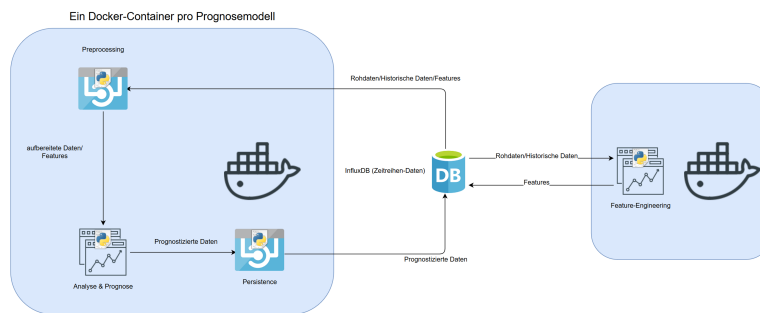 Ein Docker-Container pro Prognosemodell
Preprocessing
Rohdaten/Historische Daten/Features
aufbereitete Daten/
Features
InfluxDB (Zeitreihen-Daten)
DB
Rohdaten/Historische Daten
Features
Feature-Engineering
Prognostizierte Daten
Analyse & Prognose
Persistence
Prognostizierte Daten